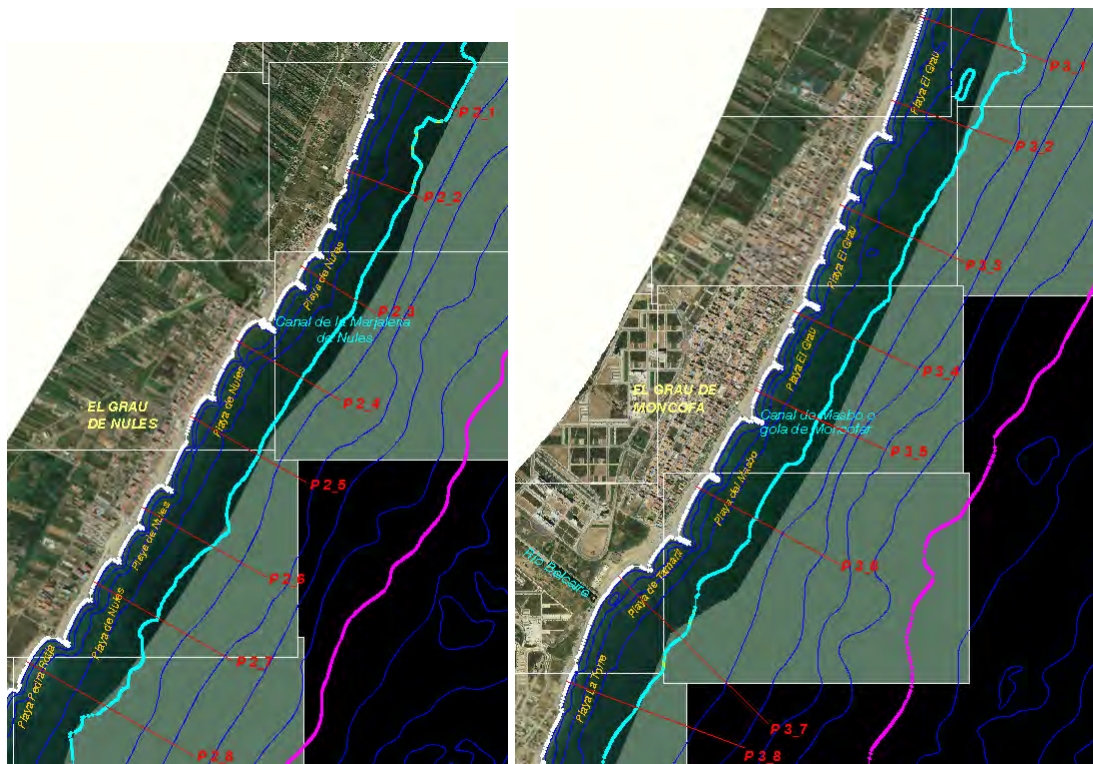 P 2_1
P 2_2
Playa de Nules
P 2_3
Canal de la Marjaleria
de Nules
P 2_4
Playa de Nules
EL GRAU
DE NULES
P 2_5
Playa de Nules
P 2_6
Playa de Nules
P 2_7
Playa Pedra Roja
P 2_8
Playa El Grau
P 3_1
P 3_2
Playa El Grau
P 3_5
Playa El Grau
P 3_4
EL GRAU DE
MONCOFA
Canal de Masbo o
gola de Moncofar
P 3_5
Playa del Masbo
P 3_6
Rio Belcaire
Playa de Tamarit
Playa La Torre
P 3_7
P 3_8